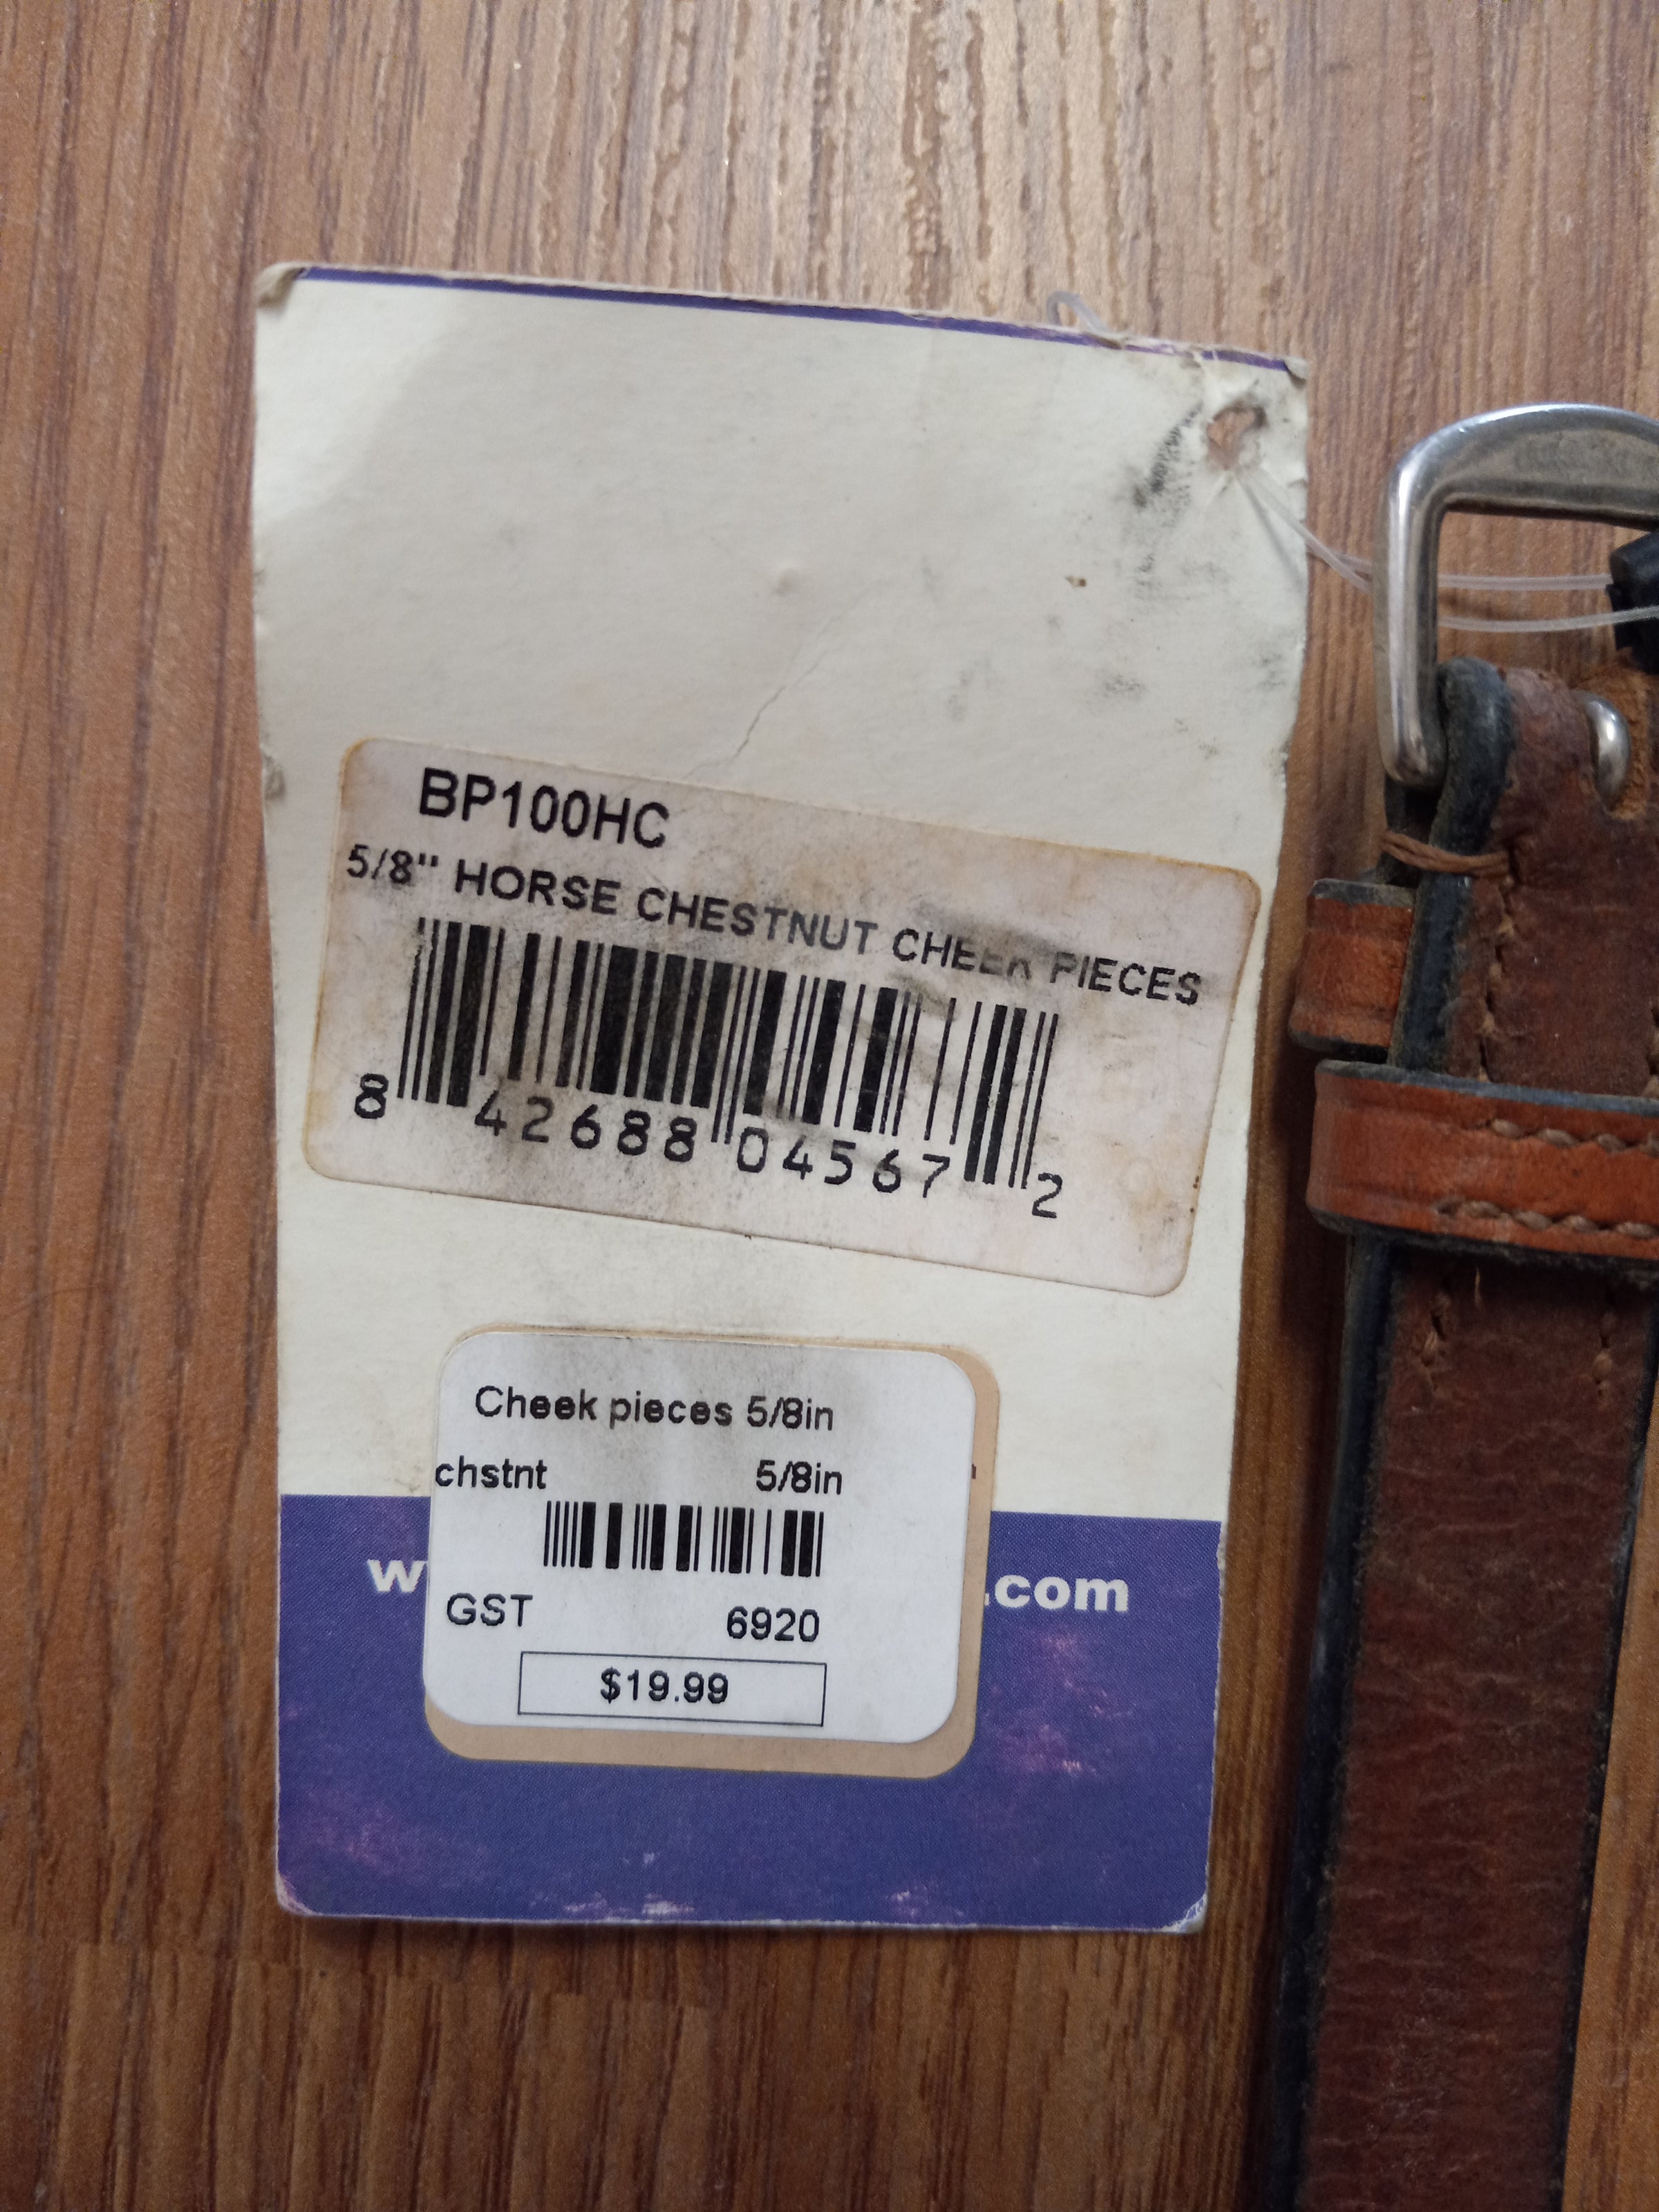 BP100HC
5/8" HORSE CHESTNUT CHEEK PIECES
8 42688 04567 2
Cheek pieces 5/8in
chstnt 5/8in
GST 6920
$19.99
w .com